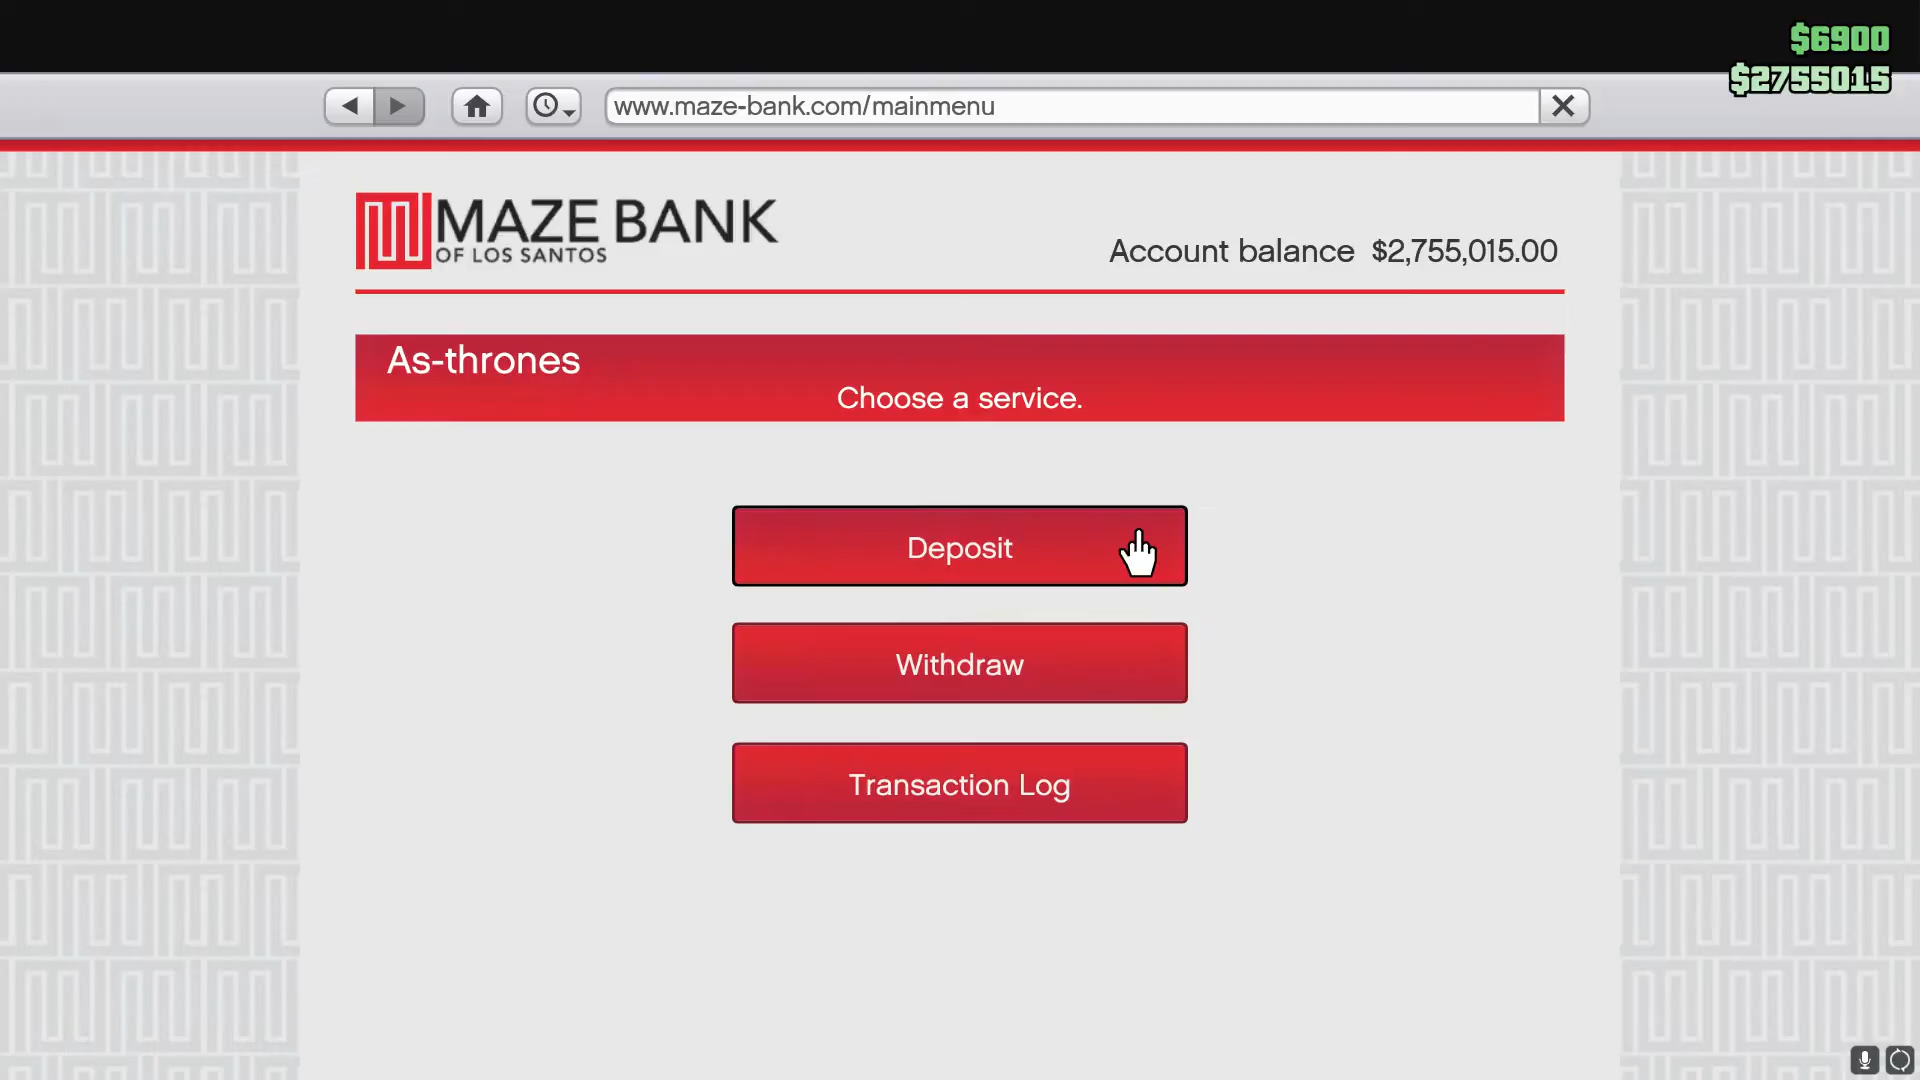 $6900
$2755015
www.maze-bank.com/mainmenu
MAZE BANK
OF LOS SANTOS
Account balance $2,755,015.00
As-thrones
Choose a service.
Deposit
Withdraw
Transaction Log